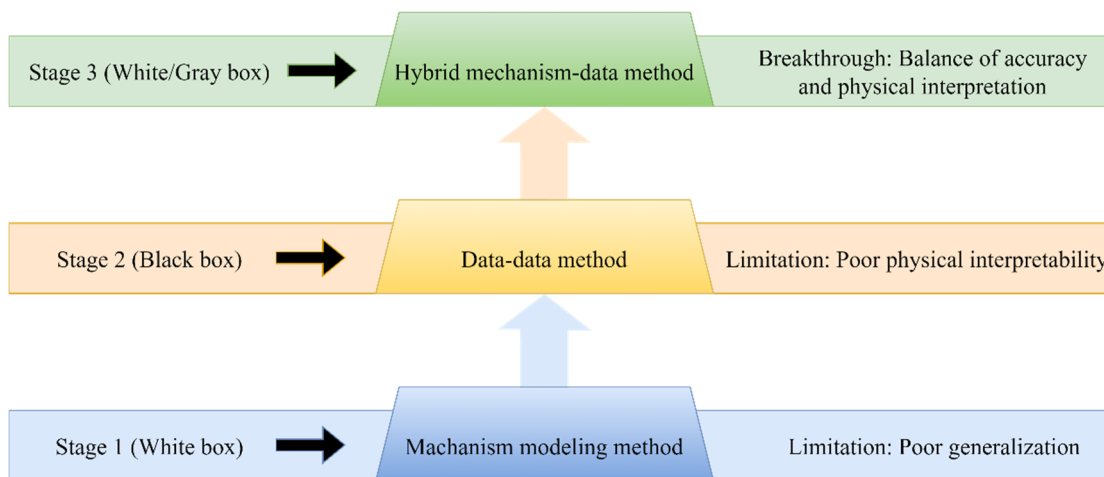 Stage 3 (White/Gray box)
Hybrid mechanism-data method
Breakthrough: Balance of accuracy
and physical interpretation
Stage 2 (Black box)
Data-data method
Limitation: Poor physical interpretability
Stage 1 (White box)
Machanism modeling method
Limitation: Poor generalization